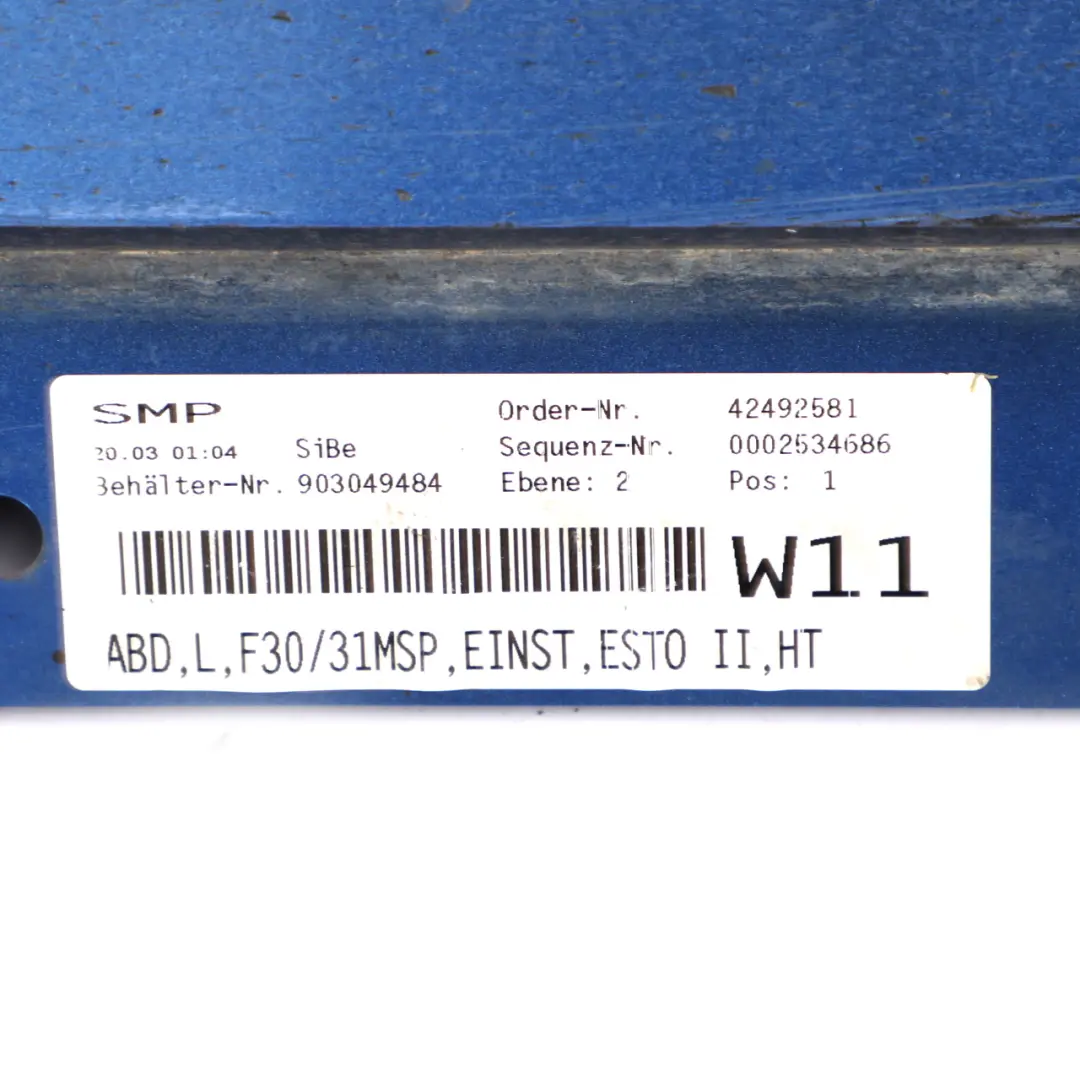 SMP
20.03 01:04 SiBe
Behälter-Nr. 903049484
Order-Nr. 42492581
Sequenz-Nr. 0002534686
Ebene: 2 Pos: 1
W11
ABD,L,F30/31MSP,EINST,ESTO II,HT